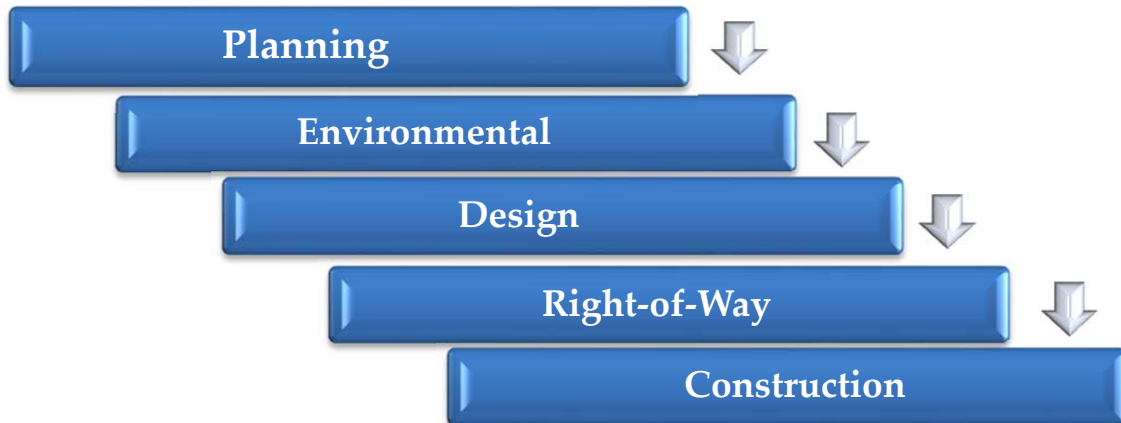 Planning
Environmental
Design
Right-of-Way
Construction